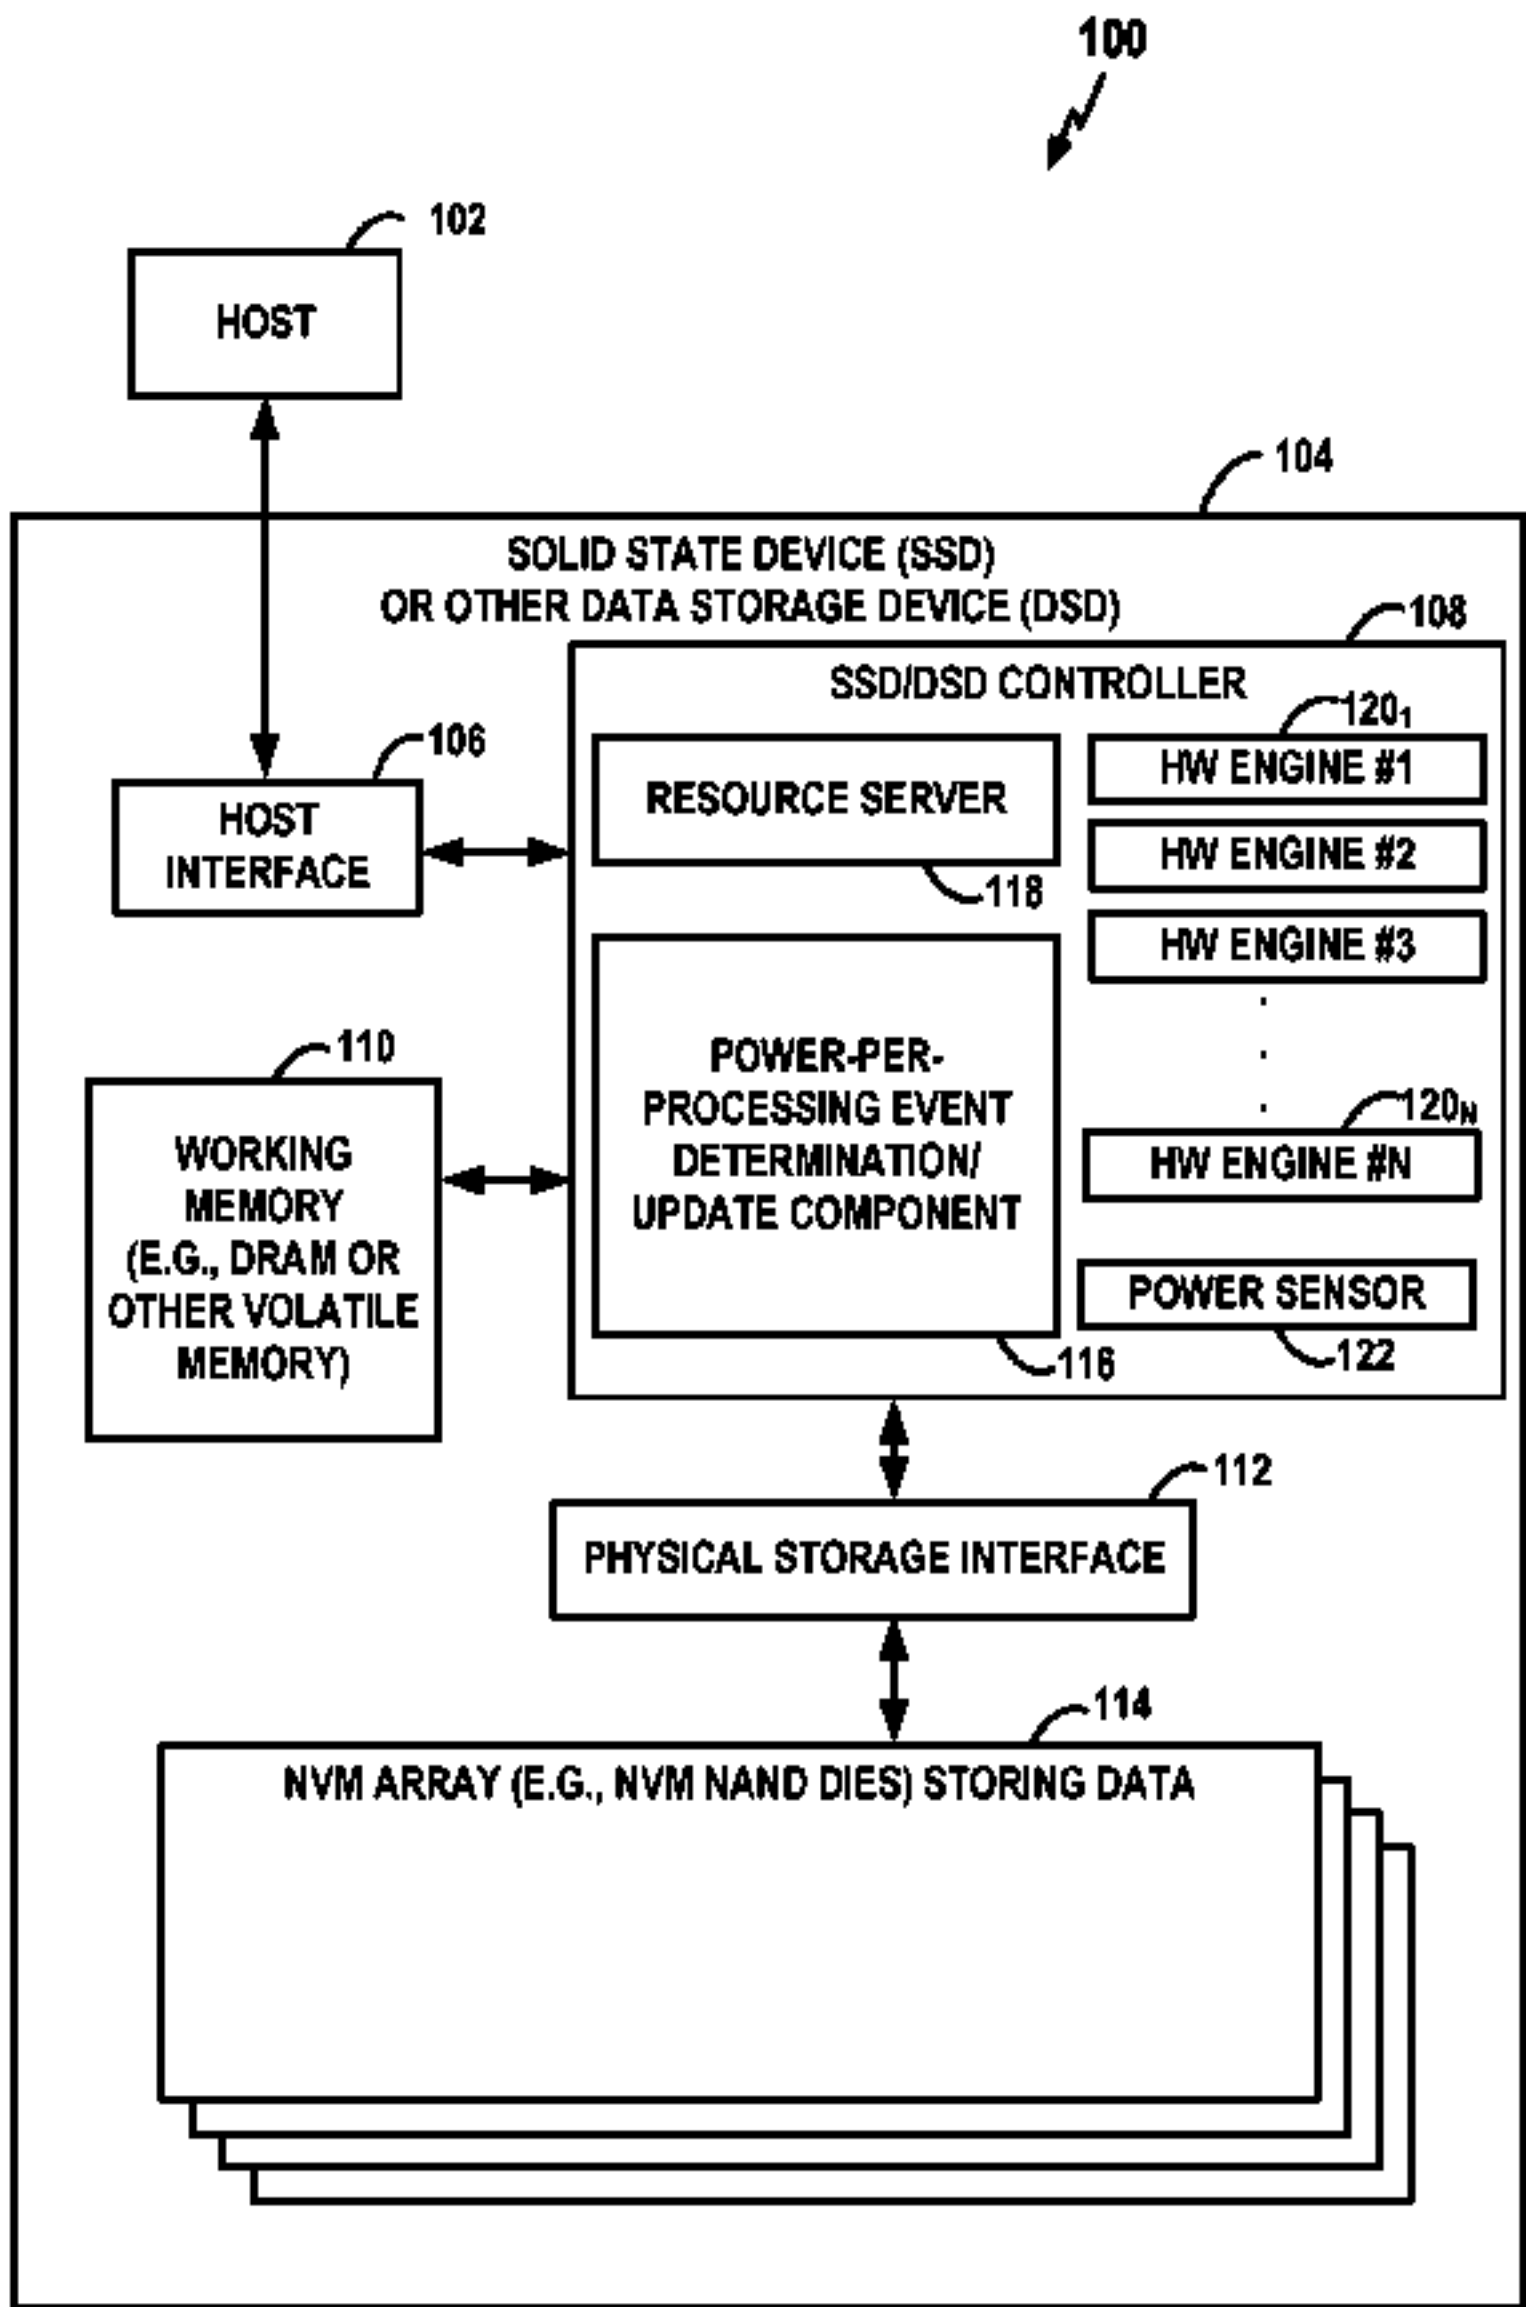 100
102
HOST
104
SOLID STATE DEVICE (SSD)
OR OTHER DATA STORAGE DEVICE (DSD)
108
SSD/DSD CONTROLLER
106
HOST
INTERFACE
RESOURCE SERVER
118
120₁
HW ENGINE #1
HW ENGINE #2
HW ENGINE #3
.
.
.
120ₙ
HW ENGINE #N
110
WORKING
MEMORY
(E.G., DRAM OR
OTHER VOLATILE
MEMORY)
POWER-PER-
PROCESSING EVENT
DETERMINATION/
UPDATE COMPONENT
116
POWER SENSOR
122
112
PHYSICAL STORAGE INTERFACE
114
NVM ARRAY (E.G., NVM NAND DIES) STORING DATA